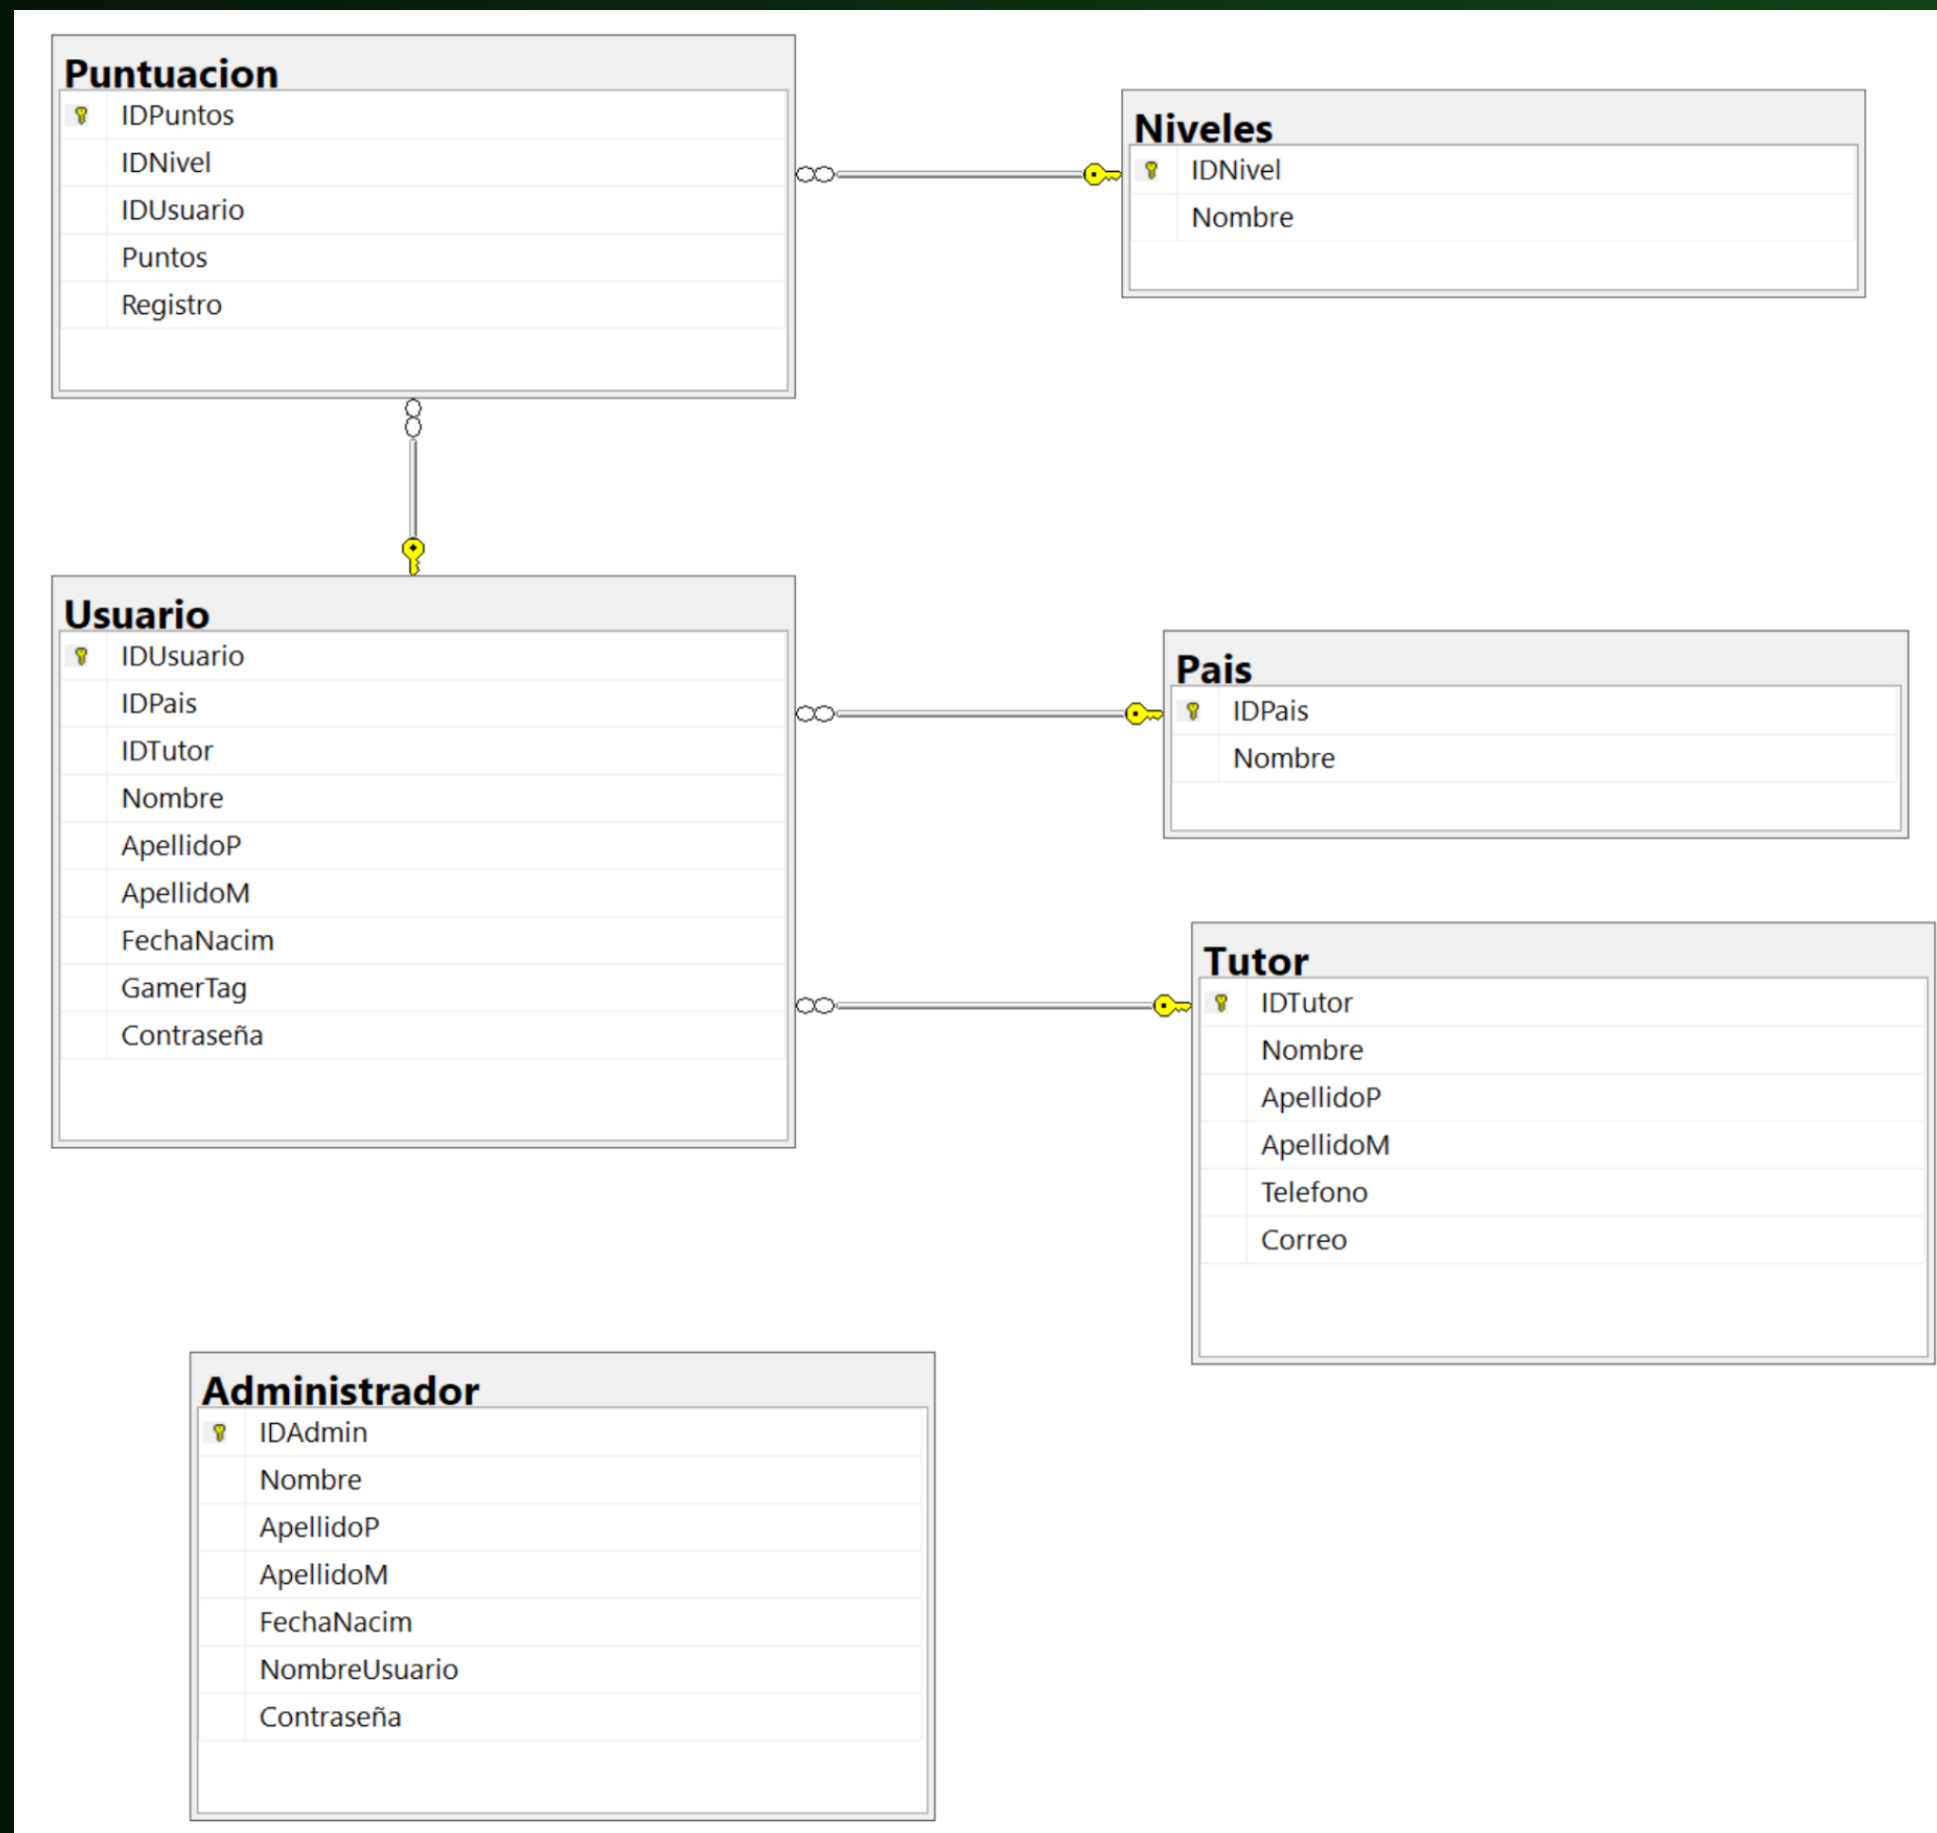 Puntuacion
IDPuntos
IDNivel
IDUsuario
Puntos
Registro
Niveles
IDNivel
Nombre
Usuario
IDUsuario
IDPais
IDTutor
Nombre
ApellidoP
ApellidoM
FechaNacim
GamerTag
Contraseña
Pais
IDPais
Nombre
Tutor
IDTutor
Nombre
ApellidoP
ApellidoM
Telefono
Correo
Administrador
IDAdmin
Nombre
ApellidoP
ApellidoM
FechaNacim
NombreUsuario
Contraseña